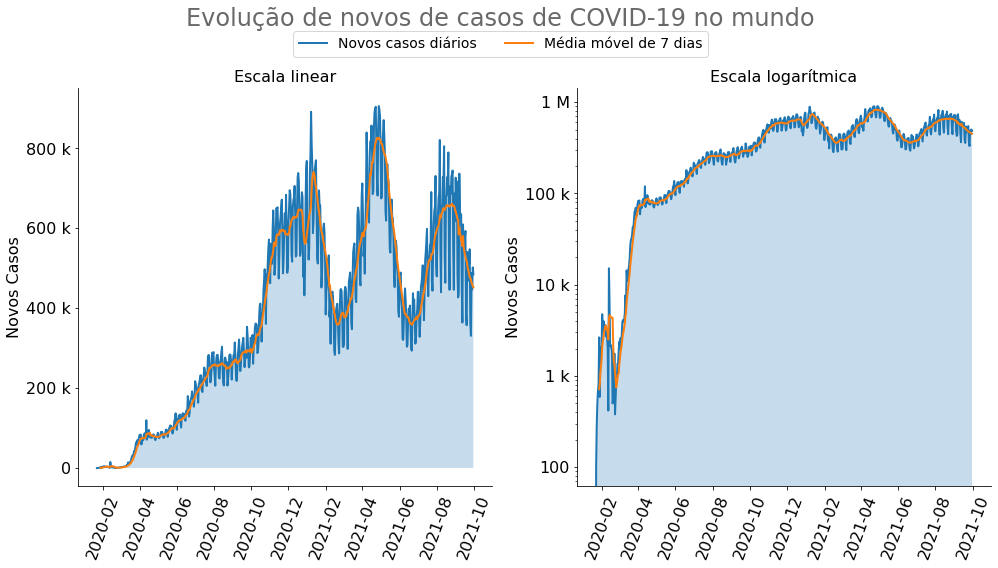 Evolução de novos de casos de COVID-19 no mundo
Novos casos diários
Média móvel de 7 dias
Escala linear
Novos Casos
800 k
600 k
400 k
200 k
0
2020-02
2020-04
2020-06
2020-08
2020-10
2020-12
2021-02
2021-04
2021-06
2021-08
2021-10
Escala logarítmica
Novos Casos
1 M
100 k
10 k
1 k
100
2020-02
2020-04
2020-06
2020-08
2020-10
2020-12
2021-02
2021-04
2021-06
2021-08
2021-10